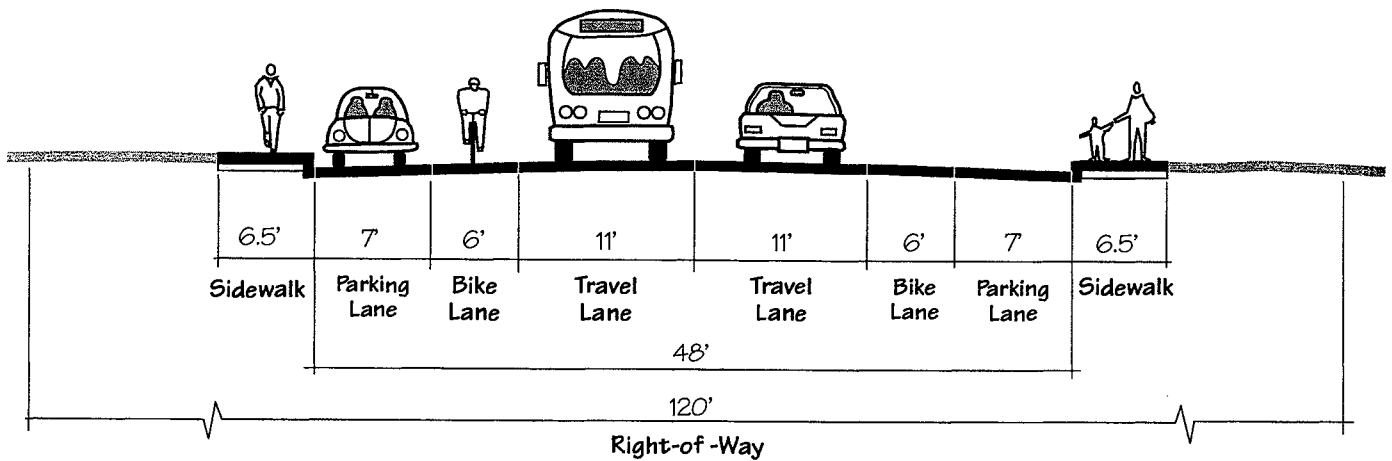 6.5' 7' 6' 11' 11' 6' 7' 6.5'
Sidewalk Parking Bike Travel Travel Bike Parking Sidewalk
Lane Lane Lane Lane Lane Lane
48'
120'
Right-of-Way